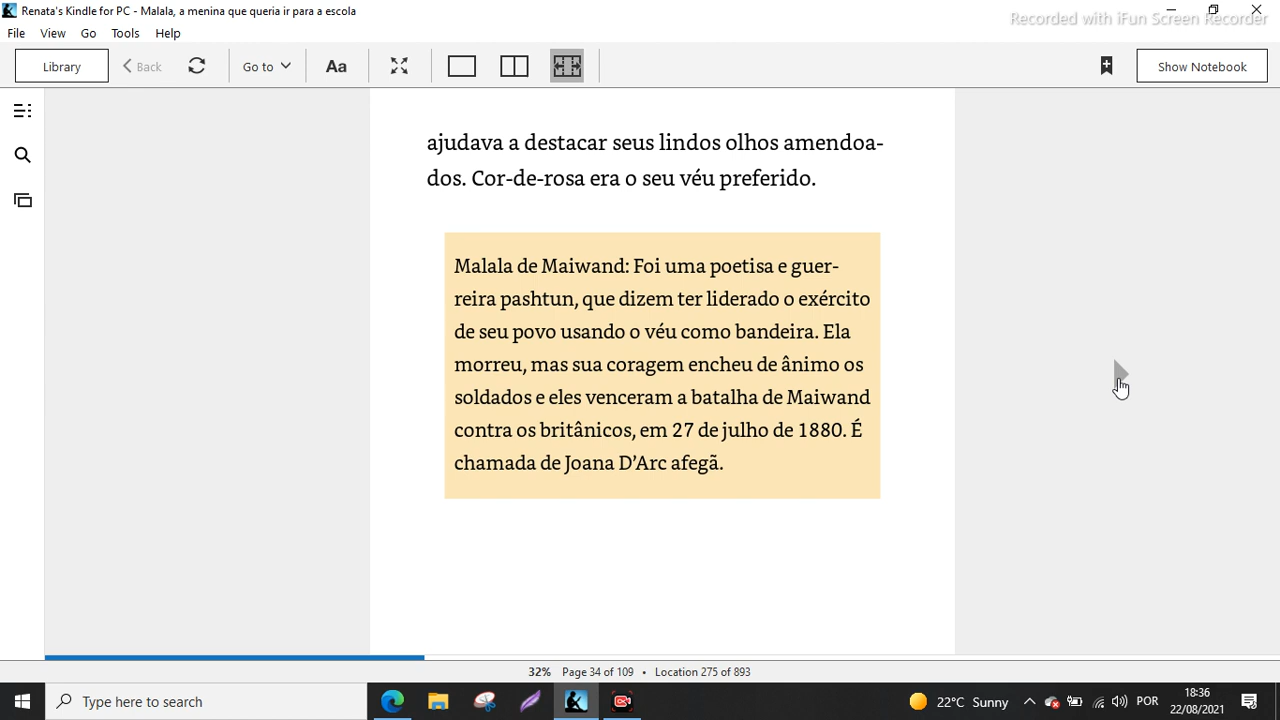 Renata's Kindle for PC - Malala, a menina que queria ir para a escola
Recorded with iFun Screen Recorder
File View Go Tools Help
Library Back Go to Aa Show Notebook
ajudava a destacar seus lindos olhos amendoa-
dos. Cor-de-rosa era o seu véu preferido.
Malala de Maiwand: Foi uma poetisa e guer-
reira pashtun, que dizem ter liderado o exército
de seu povo usando o véu como bandeira. Ela
morreu, mas sua coragem encheu de ânimo os
soldados e eles venceram a batalha de Maiwand
contra os britânicos, em 27 de julho de 1880. É
chamada de Joana D’Arc afegã.
32% Page 34 of 109 • Location 275 of 893
Type here to search 22°C Sunny POR 18:36
22/08/2021